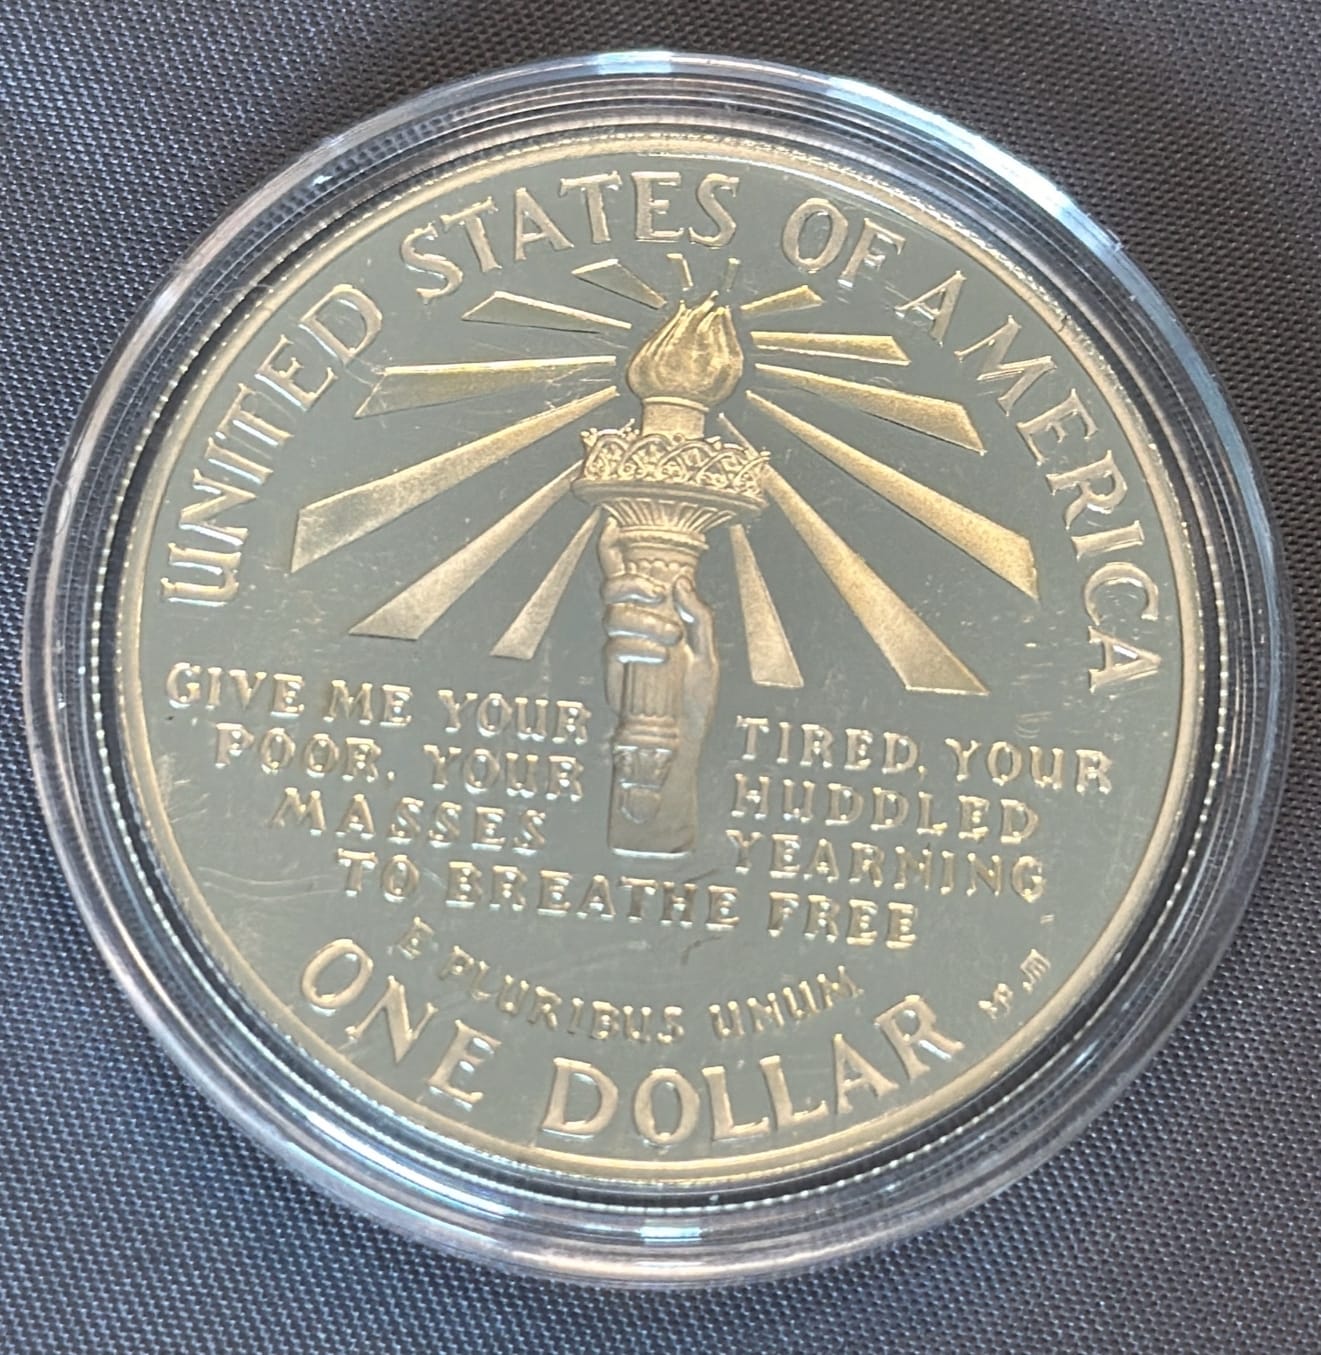 UNITED STATES OF AMERICA
GIVE ME YOUR TIRED, YOUR
POOR, YOUR HUDDLED
MASSES YEARNING
TO BREATHE FREE
E PLURIBUS UNUM
ONE DOLLAR